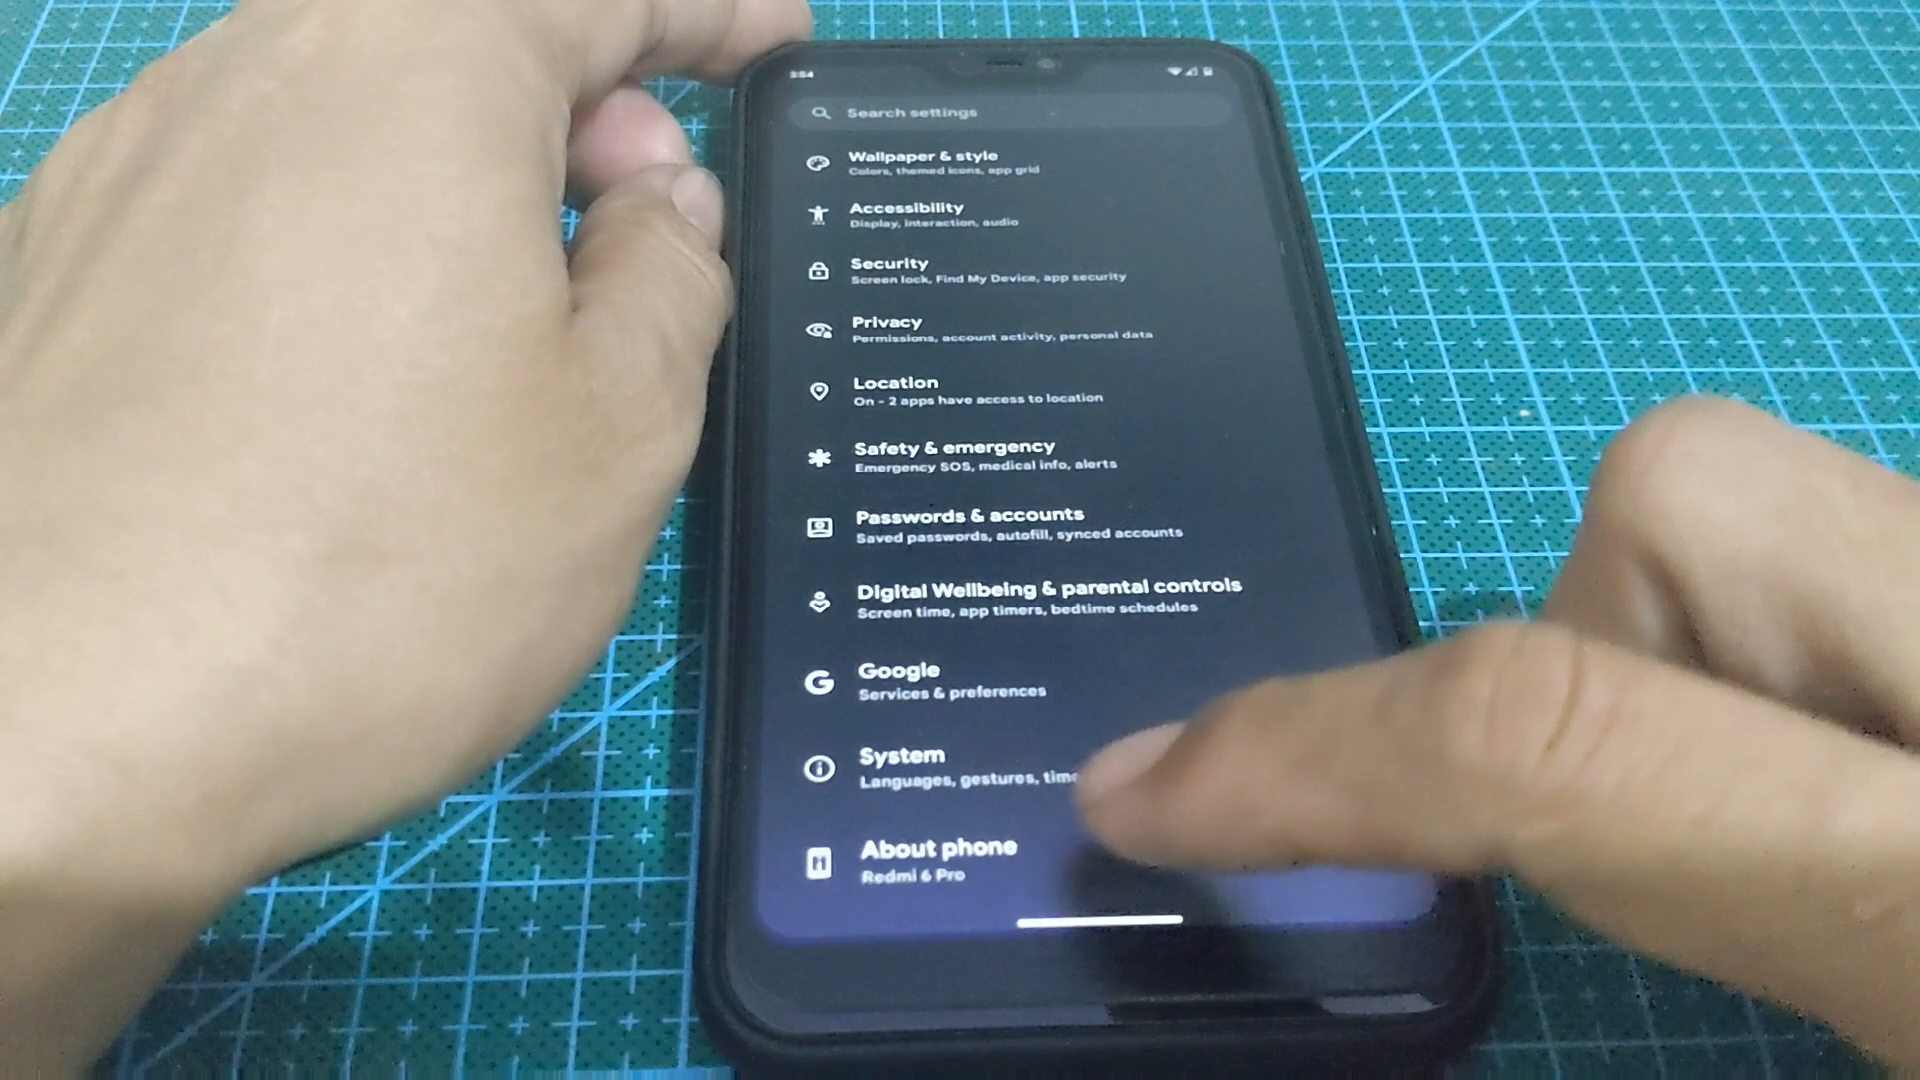 3:54
Search settings
Wallpaper & style
Colors, themed icons, app grid
Accessibility
Display, interaction, audio
Security
Screen lock, Find My Device, app security
Privacy
Permissions, account activity, personal data
Location
On - 2 apps have access to location
Safety & emergency
Emergency SOS, medical info, alerts
Passwords & accounts
Saved passwords, autofill, synced accounts
Digital Wellbeing & parental controls
Screen time, app timers, bedtime schedules
Google
Services & preferences
System
Languages, gestures, time
About phone
Redmi 6 Pro